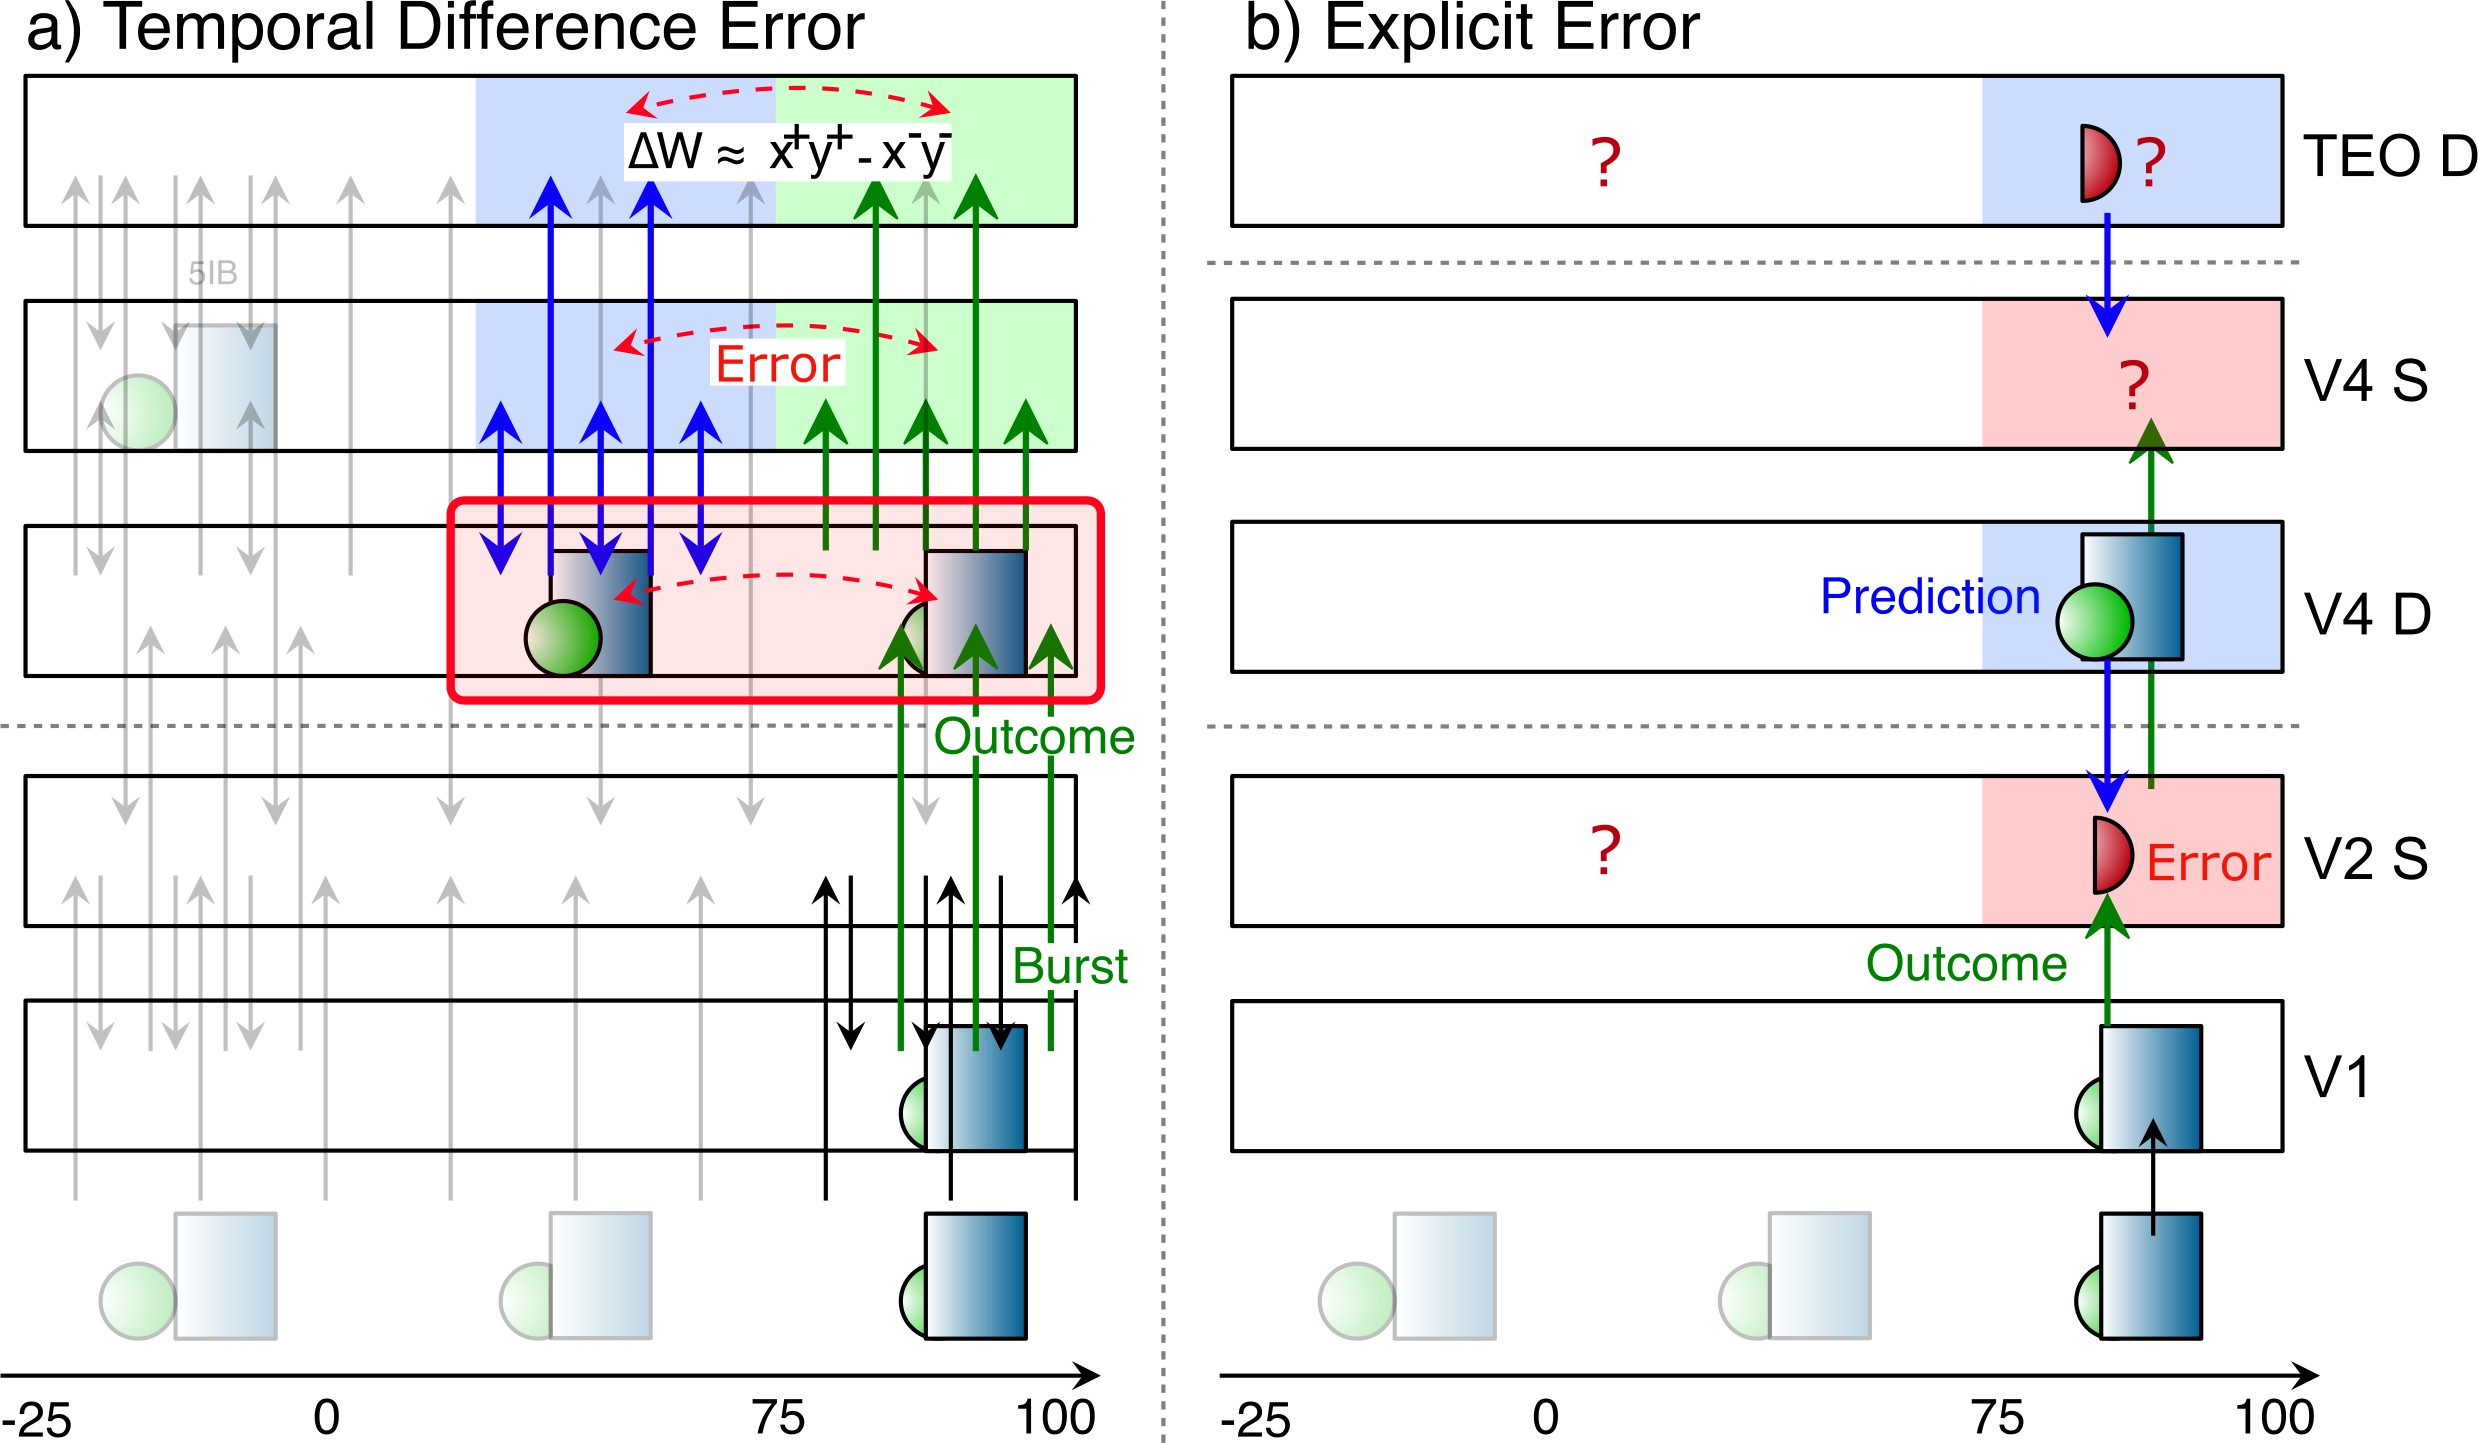 a) Temporal Difference Error
ΔW ≈ x⁺y⁺ - x⁻y⁻
5IB
Error
Outcome
Burst
-25 0 75 100
b) Explicit Error
? ? TEO D
? V4 S
Prediction V4 D
? Error V2 S
Outcome
V1
-25 0 75 100